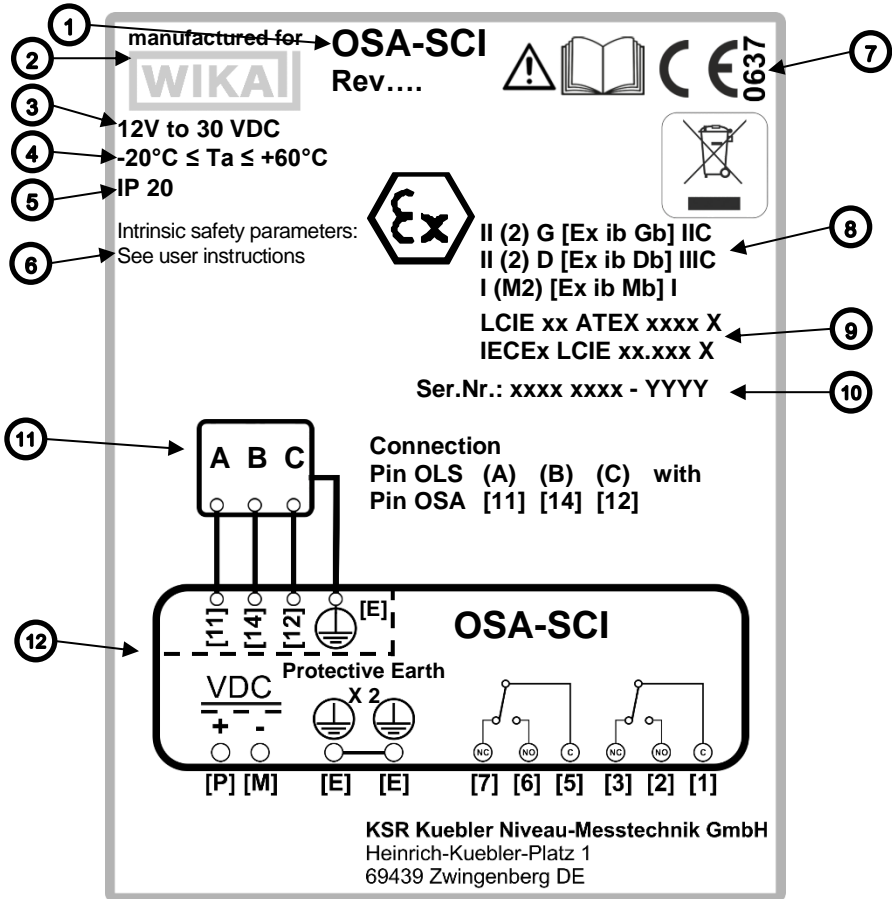 1
manufactured for
OSA-SCI
2
WIKAI
Rev....
CE
0637
7
3
12V to 30 VDC
4
-20°C ≤ Ta ≤ +60°C
5
IP 20
Ex
Intrinsic safety parameters:
6
See user instructions
II (2) G [Ex ib Gb] IIC
8
II (2) D [Ex ib Db] IIIC
I (M2) [Ex ib Mb] I
LCIE xx ATEX xxxx X
9
IECEx LCIE xx.xxx X
Ser.Nr.: xxxx xxxx - YYYY
10
11
A B C
Connection
Pin OLS (A) (B) (C) with
Pin OSA [11] [14] [12]
12
[11] [14] [12] [E]
OSA-SCI
Protective Earth
X 2
VDC
+ -
NC NO C NC NO C
[P] [M] [E] [E] [7] [6] [5] [3] [2] [1]
KSR Kuebler Niveau-Messtechnik GmbH
Heinrich-Kuebler-Platz 1
69439 Zwingenberg DE